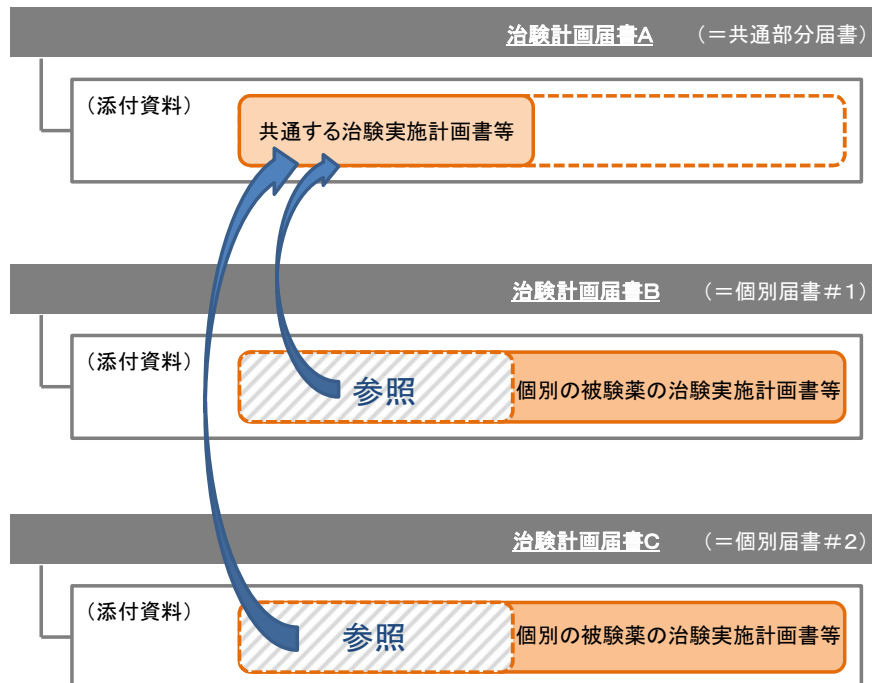 治験計画届書A （＝共通部分届書）
（添付資料）
共通する治験実施計画書等
治験計画届書B （＝個別届書＃１）
（添付資料）
参照
個別の被験薬の治験実施計画書等
治験計画届書C （＝個別届書＃２）
（添付資料）
参照
個別の被験薬の治験実施計画書等